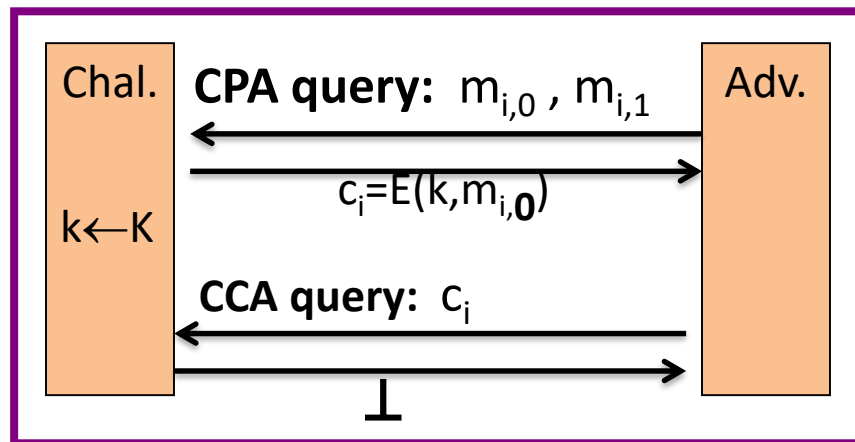 Chal.
k←K
CPA query: m_{i,0} , m_{i,1}
c_i=E(k,m_{i,0})
CCA query: c_i
⊥
Adv.